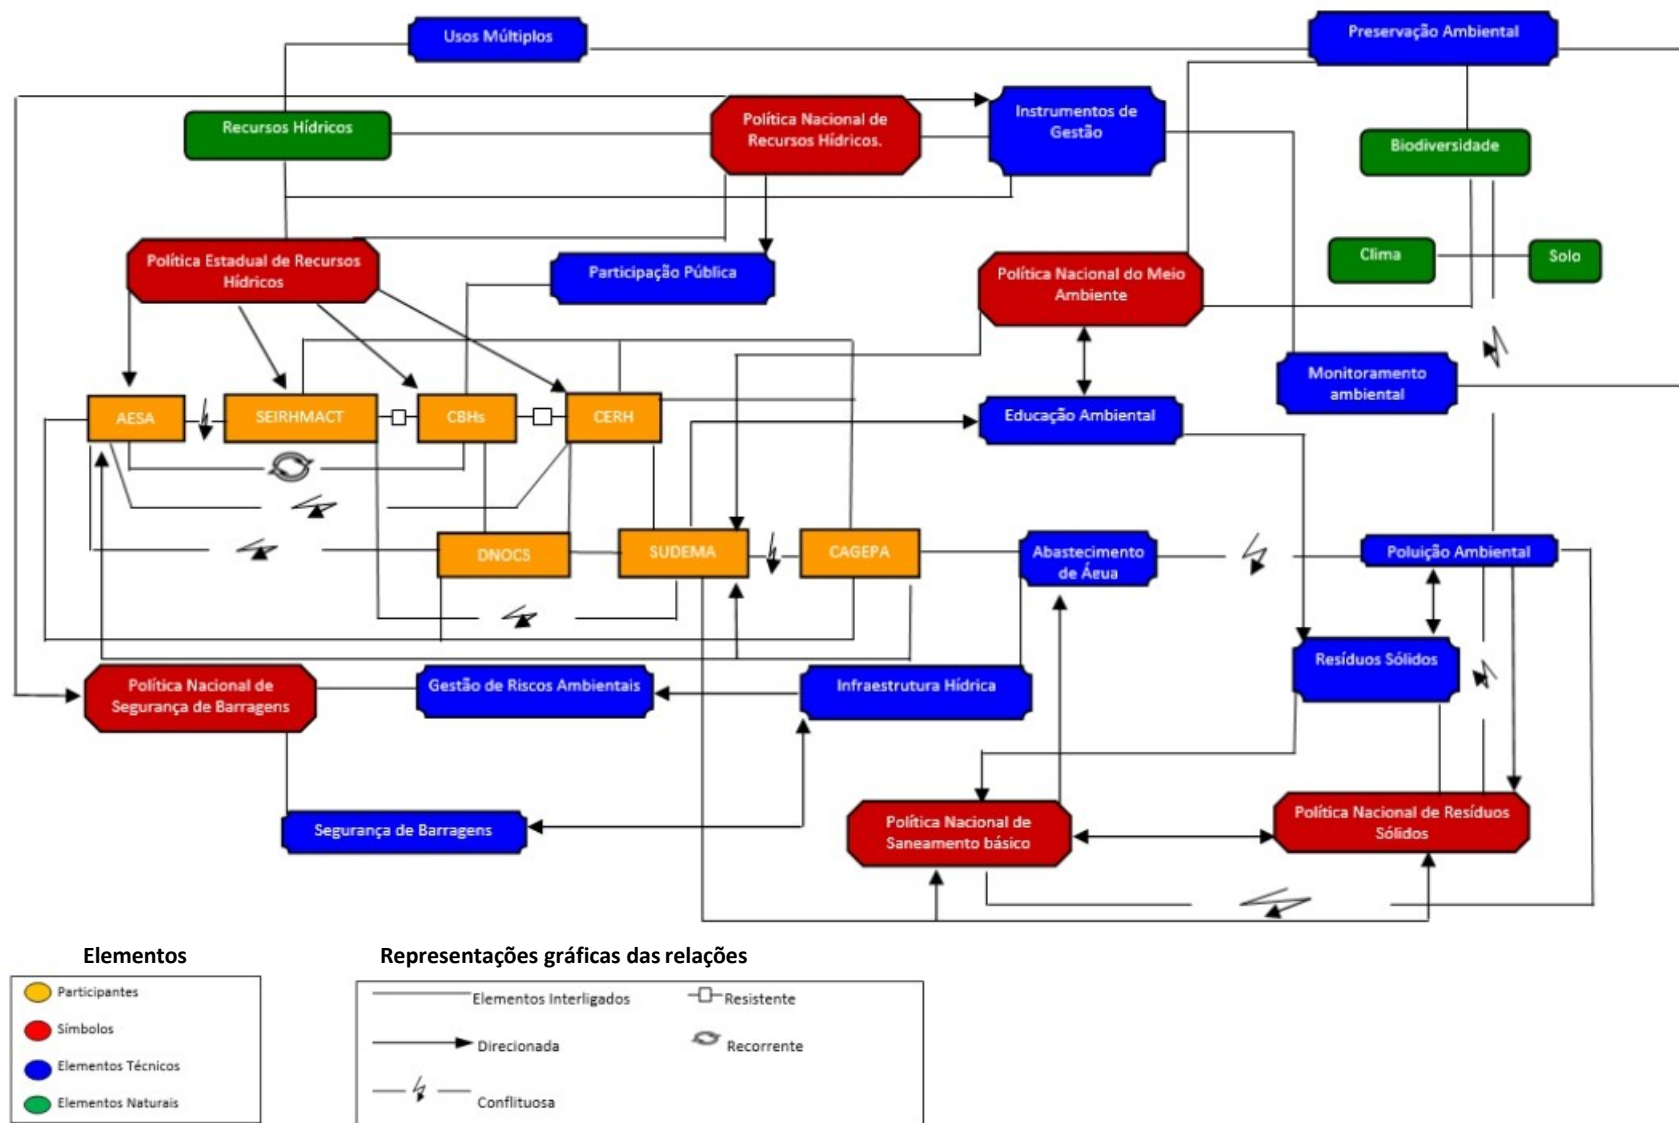 Usos Múltiplos
Preservação Ambiental
Recursos Hídricos
Política Nacional de
Recursos Hídricos.
Instrumentos de
Gestão
Biodiversidade
Política Estadual de Recursos
Hídricos
Participação Pública
Política Nacional do Meio
Ambiente
Clima
Solo
Monitoramento
ambiental
AESA
SEIRHMACT
CBHs
CERH
Educação Ambiental
DNOCS
SUDEMA
CAGEPA
Abastecimento
de Água
Poluição Ambiental
Política Nacional de
Segurança de Barragens
Gestão de Riscos Ambientais
Infraestrutura Hídrica
Resíduos Sólidos
Segurança de Barragens
Política Nacional de
Saneamento básico
Política Nacional de Resíduos
Sólidos
Elementos
Participantes
Símbolos
Elementos Técnicos
Elementos Naturais
Representações gráficas das relações
Elementos Interligados
Resistente
Direcionada
Recorrente
Conflituosa